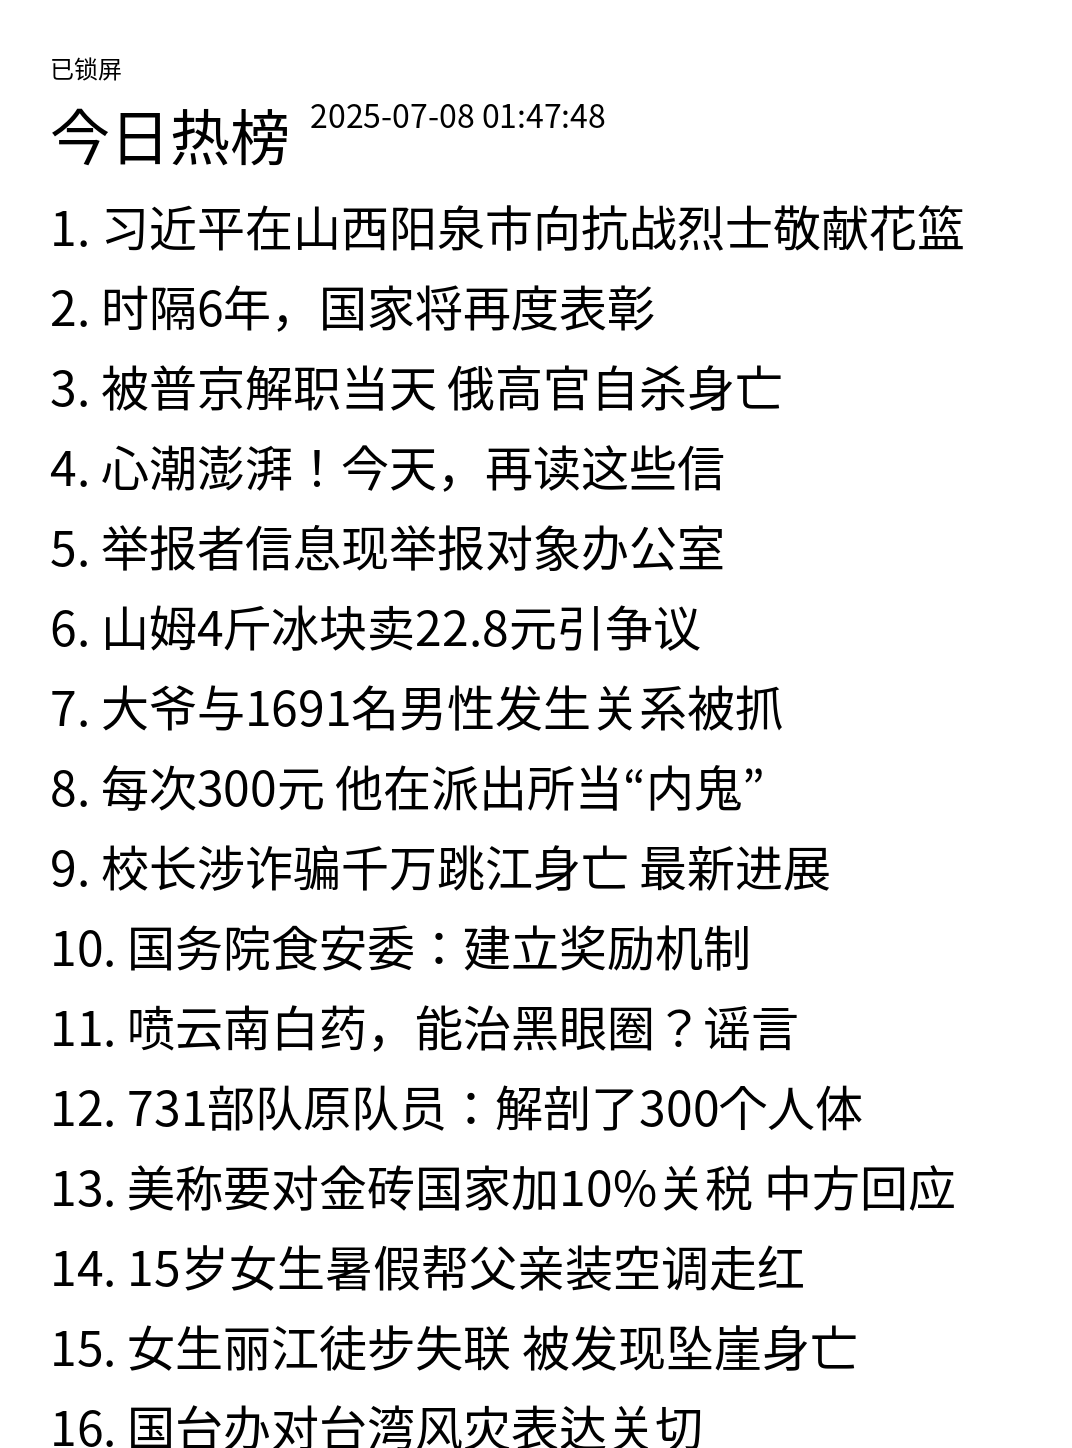 已锁屏
今日热榜 2025-07-08 01:47:48
1. 习近平在山西阳泉市向抗战烈士敬献花篮
2. 时隔6年，国家将再度表彰
3. 被普京解职当天 俄高官自杀身亡
4. 心潮澎湃！今天，再读这些信
5. 举报者信息现举报对象办公室
6. 山姆4斤冰块卖22.8元引争议
7. 大爷与1691名男性发生关系被抓
8. 每次300元 他在派出所当“内鬼”
9. 校长涉诈骗千万跳江身亡 最新进展
10. 国务院食安委：建立奖励机制
11. 喷云南白药，能治黑眼圈？谣言
12. 731部队原队员：解剖了300个人体
13. 美称要对金砖国家加10%关税 中方回应
14. 15岁女生暑假帮父亲装空调走红
15. 女生丽江徒步失联 被发现坠崖身亡
16. 国台办对台湾风灾表达关切